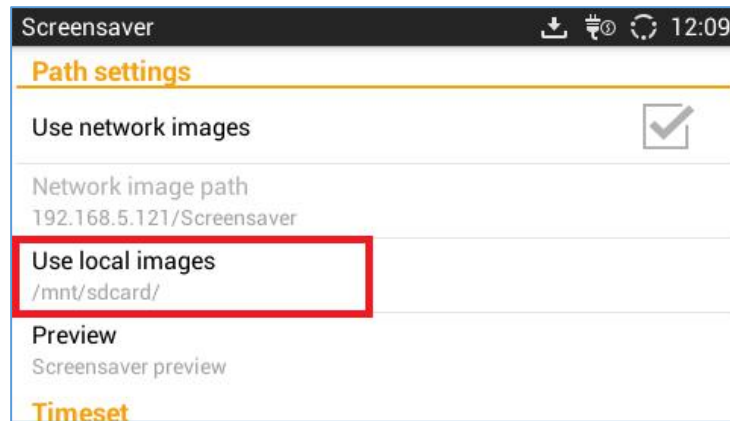 Screensaver 12:09
Path settings
Use network images
Network image path
192.168.5.121/Screensaver
Use local images
/mnt/sdcard/
Preview
Screensaver preview
Timeset